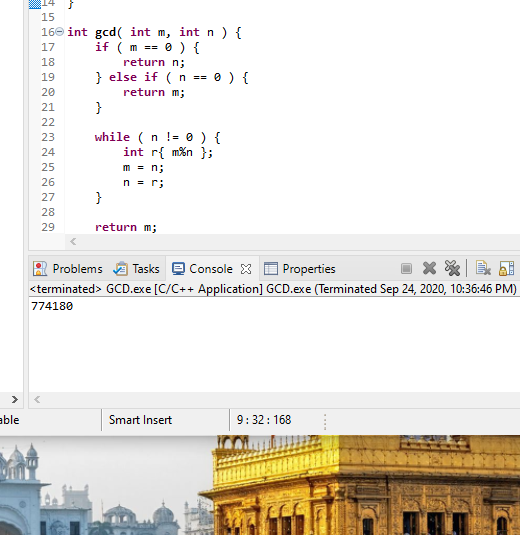 14 }
15
16 int gcd( int m, int n ) {
17 if ( m == 0 ) {
18 return n;
19 } else if ( n == 0 ) {
20 return m;
21 }
22
23 while ( n != 0 ) {
24 int r{ m%n };
25 m = n;
26 n = r;
27 }
28
29 return m;
Problems Tasks Console Properties
<terminated> GCD.exe [C/C++ Application] GCD.exe (Terminated Sep 24, 2020, 10:36:46 PM)
774180
able Smart Insert 9 : 32 : 168